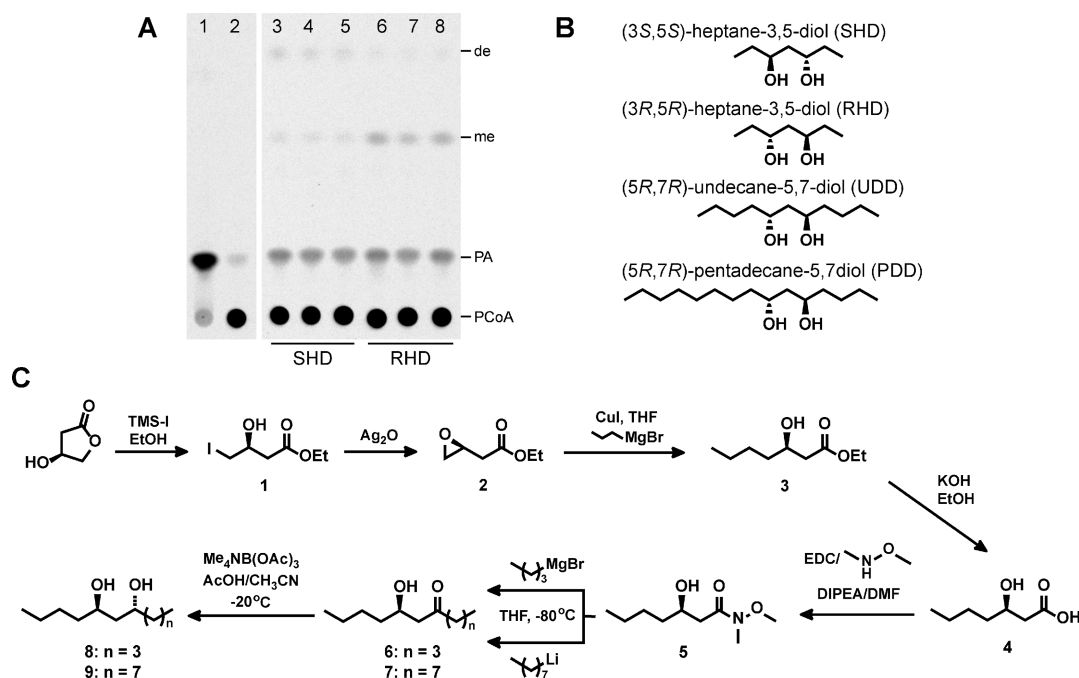 A
1 2 3 4 5 6 7 8
de
me
PA
PCoA
SHD RHD
B
(3S,5S)-heptane-3,5-diol (SHD)
OH OH
(3R,5R)-heptane-3,5-diol (RHD)
OH OH
(5R,7R)-undecane-5,7-diol (UDD)
OH OH
(5R,7R)-pentadecane-5,7diol (PDD)
OH OH
C
O
O
HO
TMS-I
EtOH
OH O
I OEt
1
Ag2O
O O
OEt
2
CuI, THF
MgBr
OH O
OEt
3
KOH
EtOH
OH O
OH
4
EDC/ N O
H
DIPEA/DMF
OH O
N O
5
3 MgBr
THF, -80°C
7 Li
OH O
n
6: n = 3
7: n = 7
Me4NB(OAc)3
AcOH/CH3CN
-20°C
OH OH
n
8: n = 3
9: n = 7